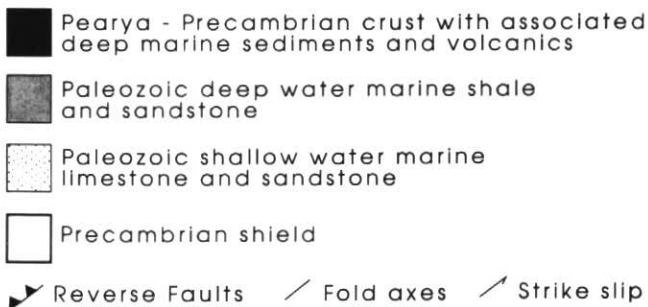 Pearya - Precambrian crust with associated
deep marine sediments and volcanics
Paleozoic deep water marine shale
and sandstone
Paleozoic shallow water marine
limestone and sandstone
Precambrian shield
Reverse Faults Fold axes Strike slip